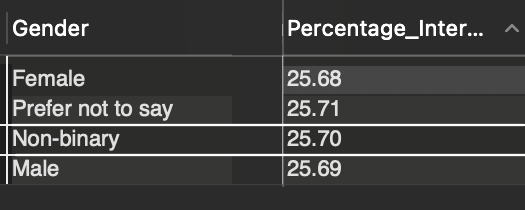 Gender Percentage_Inter...
Female 25.68
Prefer not to say 25.71
Non-binary 25.70
Male 25.69